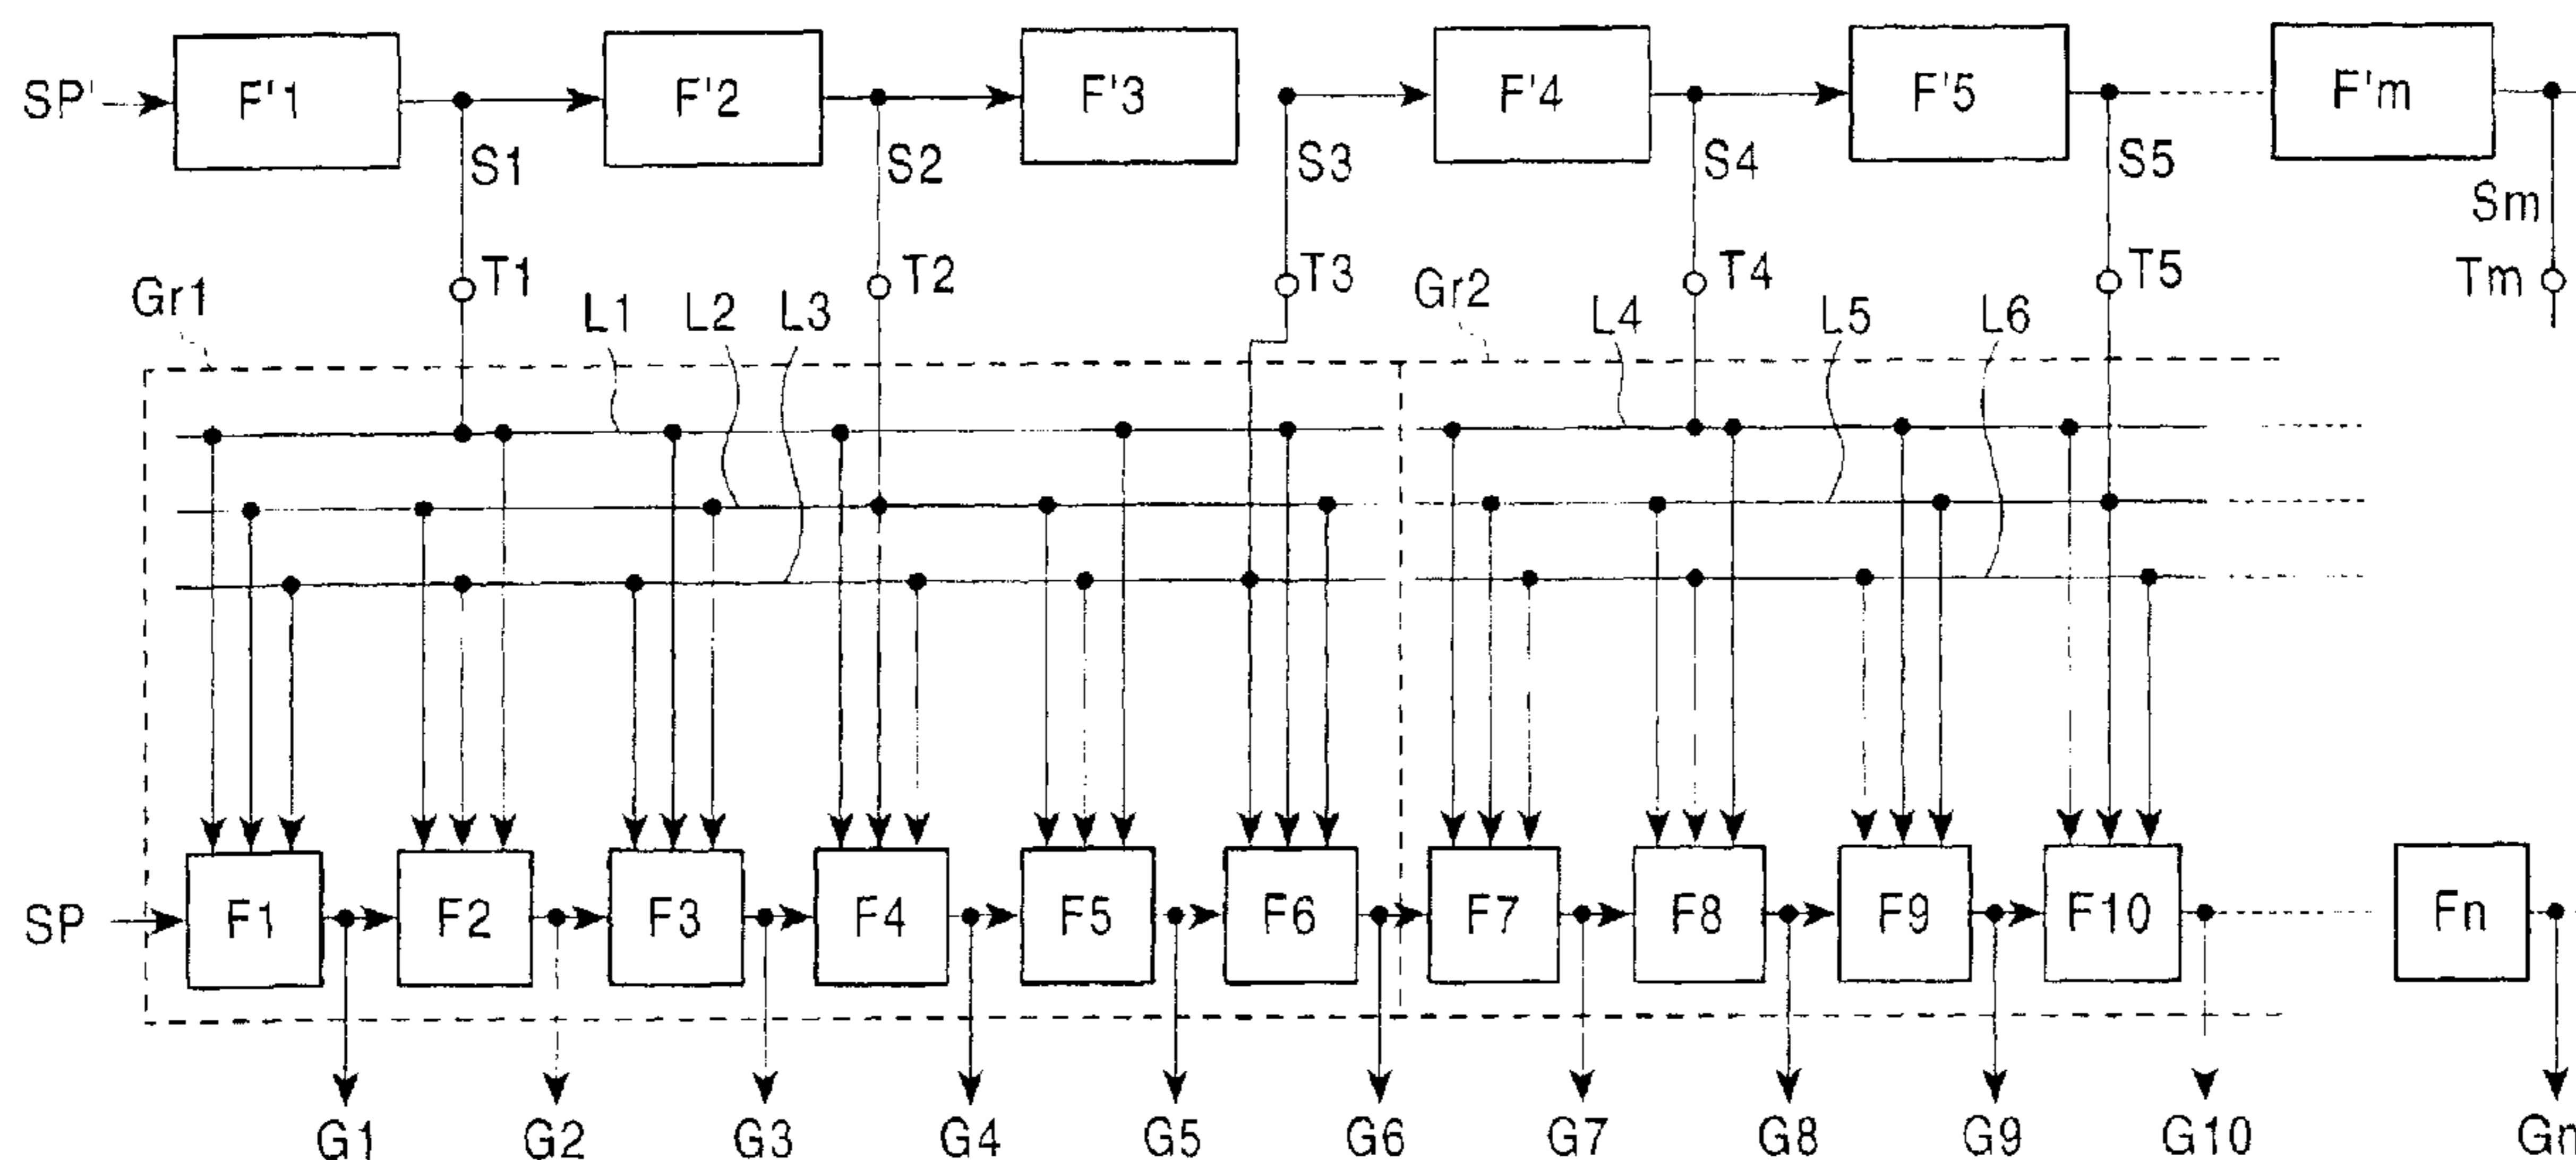 SP' F'1 F'2 F'3 F'4 F'5 F'm
S1 S2 S3 S4 S5 Sm
T1 T2 T3 T4 T5 Tm
Gr1 L1 L2 L3 Gr2 L4 L5 L6
SP F1 F2 F3 F4 F5 F6 F7 F8 F9 F10 Fn
G1 G2 G3 G4 G5 G6 G7 G8 G9 G10 Gn